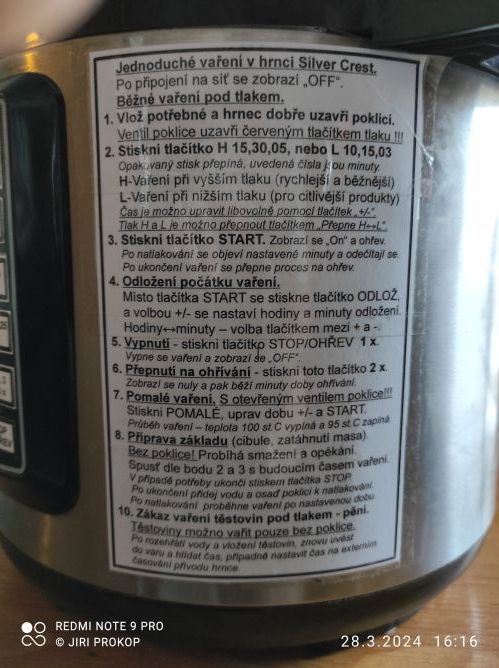 Jednoduché vaření v hrnci Silver Crest.
Po připojení na síť se zobrazí „OFF“.
Běžné vaření pod tlakem.
1. Vlož potřebné a hrnec dobře uzavři poklicí.
Ventil poklice uzavři červeným tlačítkem tlaku !!!
2. Stiskni tlačítko H 15,30,05, nebo L 10,15,03
Opakovaný stisk přepíná, uvedená čísla jsou minuty.
H-Vaření při vyšším tlaku (rychlejší a běžnější)
L-Vaření při nižším tlaku (pro citlivější produkty)
Čas je možno upravit libovolně pomocí tlačítek „+/-“.
Tlak H a L je možno přepnout tlačítkem „Přepne H↔L“.
3. Stiskni tlačítko START. Zobrazí se „On“ a ohřev.
Po natlakování se objeví nastavené minuty a odečítají se.
Po ukončení vaření se přepne proces na ohřev.
4. Odložení počátku vaření.
Místo tlačítka START se stiskne tlačítko ODLOŽ,
a volbou +/- se nastaví hodiny a minuty odložení.
Hodiny↔minuty – volba tlačítkem mezi + a -.
5. Vypnutí - stiskni tlačítko STOP/OHŘEV 1 x.
Vypne se vaření a zobrazí se „OFF“.
6. Přepnutí na ohřívání - stiskni toto tlačítko 2 x.
Zobrazí se nuly a pak běží minuty doby ohřívání.
7. Pomalé vaření, S otevřeným ventilem poklice!!!
Stiskni POMALÉ, uprav dobu +/- a START.
Průběh vaření – teplota 100 st.C vypíná a 95 st.C zapíná.
8. Příprava základu (cibule, zatáhnutí masa).
Bez poklice! Probíhá smažení a opékání.
Spusť dle bodu 2 a 3 s budoucím časem vaření.
V případě potřeby ukonči stiskem tlačítka STOP
Po ukončení přidej vodu a osaď poklici k natlakování.
Po natlakování proběhne vaření po nastavenou dobu.
10. Zákaz vaření těstovin pod tlakem - pění.
Těstoviny možno vařit pouze bez poklice.
Po rozehřátí vody a vložení těstovin, znovu uvést
do varu a hlídat čas, případně nastavit čas na externím
časování přívodu hrnce.
REDMI NOTE 9 PRO
© JIRI PROKOP
28.3.2024 16:16